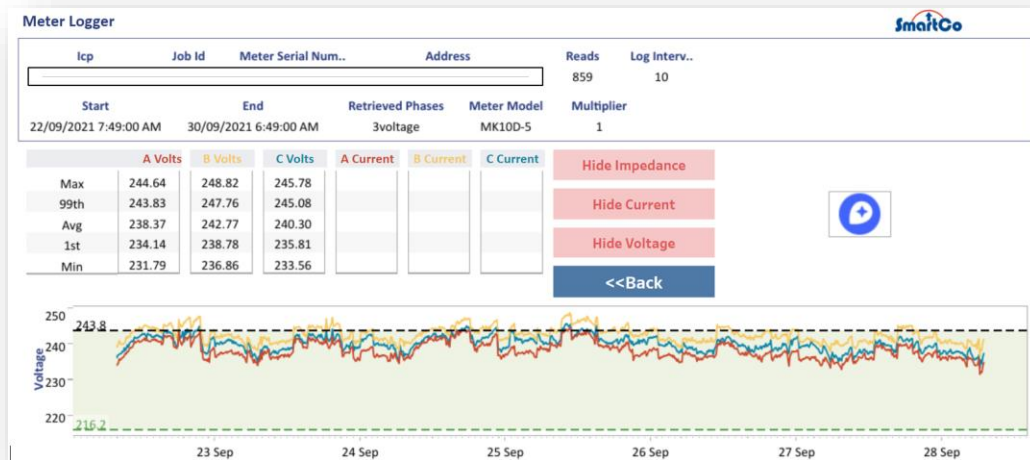 Meter Logger
SmartCo
Icp Job Id Meter Serial Num.. Address Reads Log Interv..
859 10
Start End Retrieved Phases Meter Model Multiplier
22/09/2021 7:49:00 AM 30/09/2021 6:49:00 AM 3voltage MK10D-5 1
A Volts B Volts C Volts A Current B Current C Current
Max 244.64 248.82 245.78
99th 243.83 247.76 245.08
Avg 238.37 242.77 240.30
1st 234.14 238.78 235.81
Min 231.79 236.86 233.56
Hide Impedance
Hide Current
Hide Voltage
<<Back
Voltage
250
243.8
240
230
220
216.2
23 Sep 24 Sep 25 Sep 26 Sep 27 Sep 28 Sep